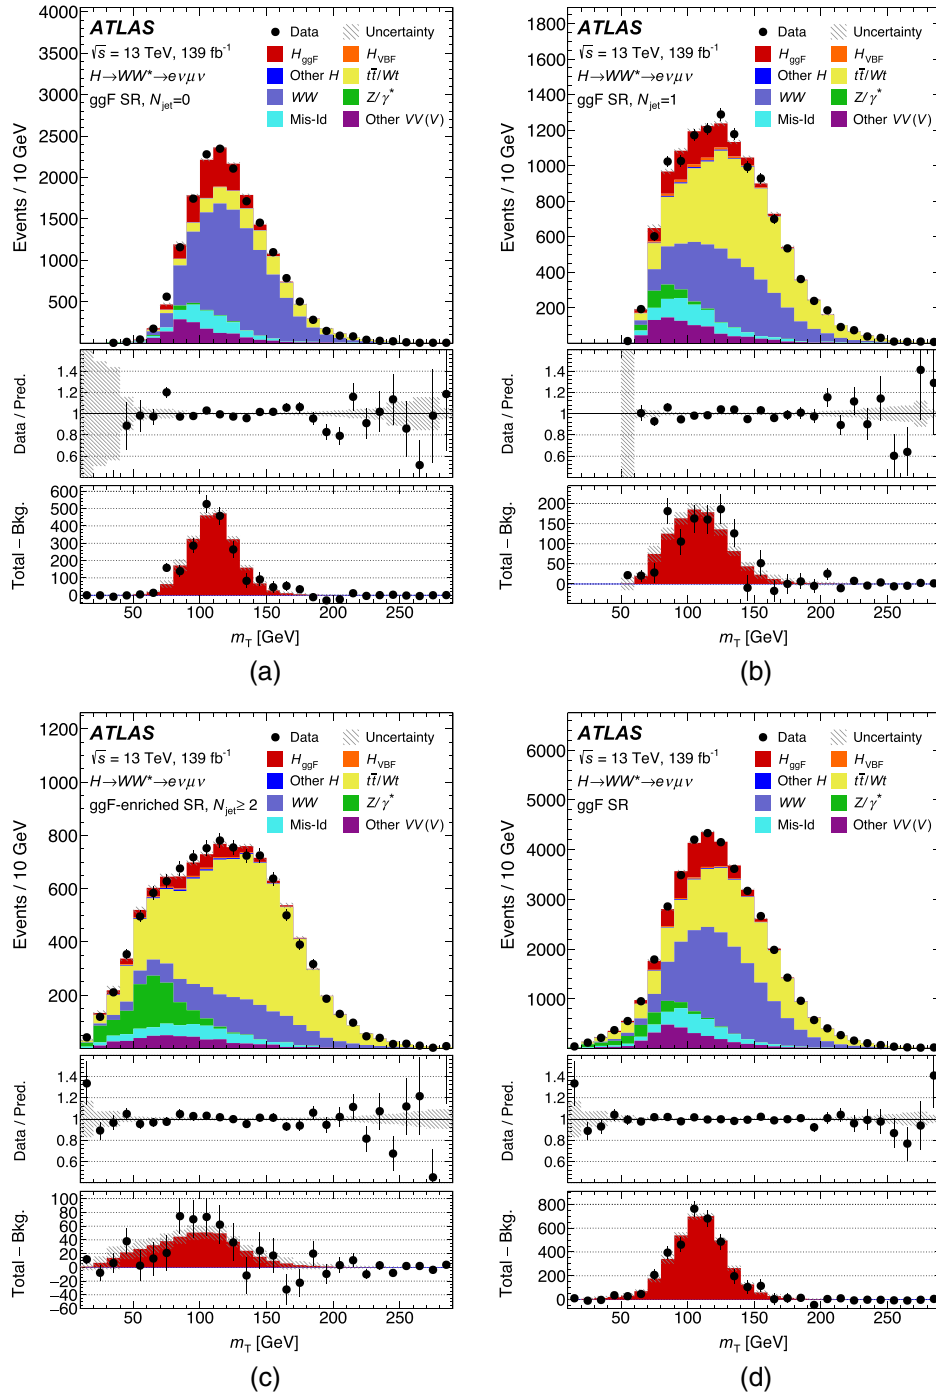 ATLAS
√s = 13 TeV, 139 fb⁻¹
H→WW*→eνμν
ggF SR, N_jet=0
Data
Uncertainty
H_ggF
H_VBF
Other H
tt̅/Wt
WW
Z/γ*
Mis-Id
Other VV(V)
Events / 10 GeV
4000
3500
3000
2500
2000
1500
1000
500
Data / Pred.
1.4
1.2
1
0.8
0.6
Total − Bkg.
600
500
400
300
200
100
0
50
100
150
200
250
m_T [GeV]
(a)
ATLAS
√s = 13 TeV, 139 fb⁻¹
H→WW*→eνμν
ggF SR, N_jet=1
Data
Uncertainty
H_ggF
H_VBF
Other H
tt̅/Wt
WW
Z/γ*
Mis-Id
Other VV(V)
Events / 10 GeV
1800
1600
1400
1200
1000
800
600
400
200
Data / Pred.
1.4
1.2
1
0.8
0.6
Total − Bkg.
200
150
100
50
0
50
100
150
200
250
m_T [GeV]
(b)
ATLAS
√s = 13 TeV, 139 fb⁻¹
H→WW*→eνμν
ggF-enriched SR, N_jet≥ 2
Data
Uncertainty
H_ggF
H_VBF
Other H
tt̅/Wt
WW
Z/γ*
Mis-Id
Other VV(V)
Events / 10 GeV
1200
1000
800
600
400
200
Data / Pred.
1.4
1.2
1
0.8
0.6
Total − Bkg.
100
80
60
40
20
0
−20
−40
−60
50
100
150
200
250
m_T [GeV]
(c)
ATLAS
√s = 13 TeV, 139 fb⁻¹
H→WW*→eνμν
ggF SR
Data
Uncertainty
H_ggF
H_VBF
Other H
tt̅/Wt
WW
Z/γ*
Mis-Id
Other VV(V)
Events / 10 GeV
6000
5000
4000
3000
2000
1000
Data / Pred.
1.4
1.2
1
0.8
0.6
Total − Bkg.
800
600
400
200
0
50
100
150
200
250
m_T [GeV]
(d)